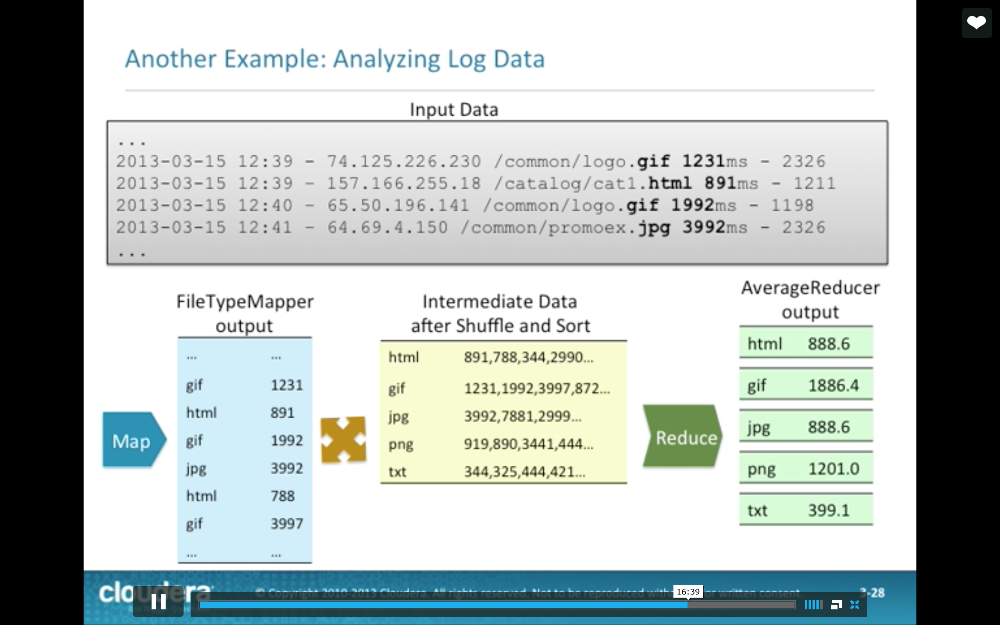 Another Example: Analyzing Log Data
Input Data
...
2013-03-15 12:39 - 74.125.226.230 /common/logo.gif 1231ms - 2326
2013-03-15 12:39 - 157.166.255.18 /catalog/cat1.html 891ms - 1211
2013-03-15 12:40 - 65.50.196.141 /common/logo.gif 1992ms - 1198
2013-03-15 12:41 - 64.69.4.150 /common/promoex.jpg 3992ms - 2326
...
Map
FileTypeMapper
output
... ...
gif 1231
html 891
gif 1992
jpg 3992
html 788
gif 3997
... ...
Intermediate Data
after Shuffle and Sort
html 891,788,344,2990...
gif 1231,1992,3997,872...
jpg 3992,7881,2999...
png 919,890,3441,444...
txt 344,325,444,421...
Reduce
AverageReducer
output
html 888.6
gif 1886.4
jpg 888.6
png 1201.0
txt 399.1
cloudera
© Copyright 2010-2013 Cloudera. All rights reserved. Not to be reproduced written consent.
3-28
16:39